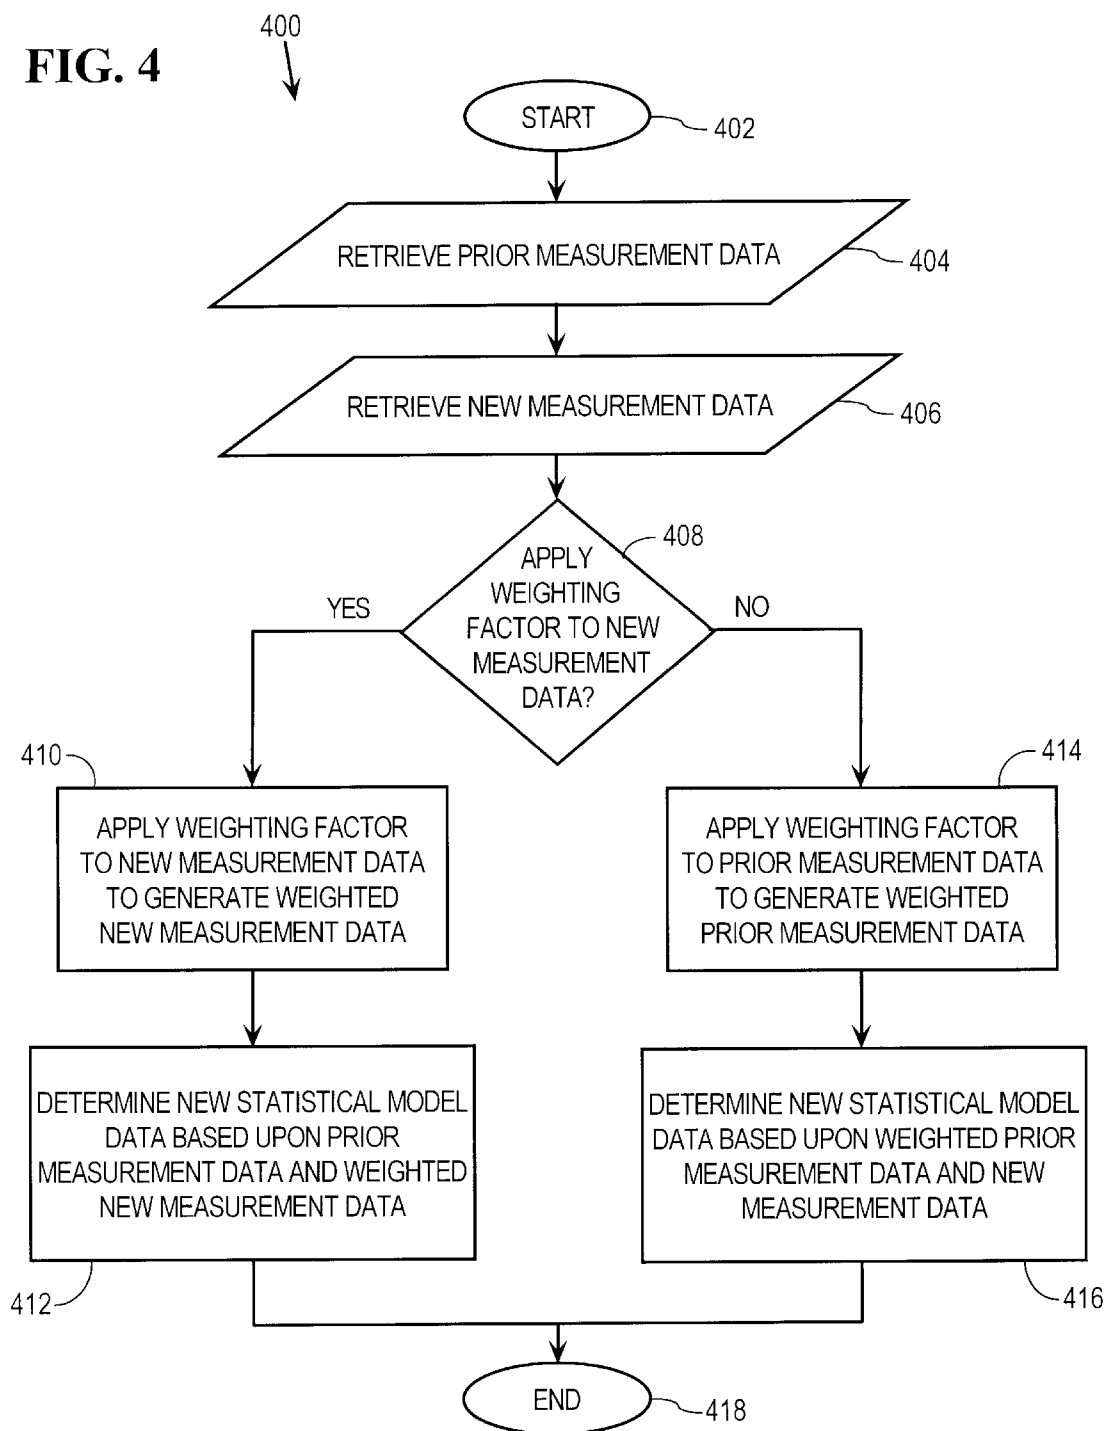 FIG. 4
400
START
402
RETRIEVE PRIOR MEASUREMENT DATA
404
RETRIEVE NEW MEASUREMENT DATA
406
408
APPLY
WEIGHTING
FACTOR TO NEW
MEASUREMENT
DATA?
YES
NO
410
APPLY WEIGHTING FACTOR
TO NEW MEASUREMENT DATA
TO GENERATE WEIGHTED
NEW MEASUREMENT DATA
414
APPLY WEIGHTING FACTOR
TO PRIOR MEASUREMENT DATA
TO GENERATE WEIGHTED
PRIOR MEASUREMENT DATA
DETERMINE NEW STATISTICAL MODEL
DATA BASED UPON PRIOR
MEASUREMENT DATA AND WEIGHTED
NEW MEASUREMENT DATA
412
DETERMINE NEW STATISTICAL MODEL
DATA BASED UPON WEIGHTED PRIOR
MEASUREMENT DATA AND NEW
MEASUREMENT DATA
416
END
418